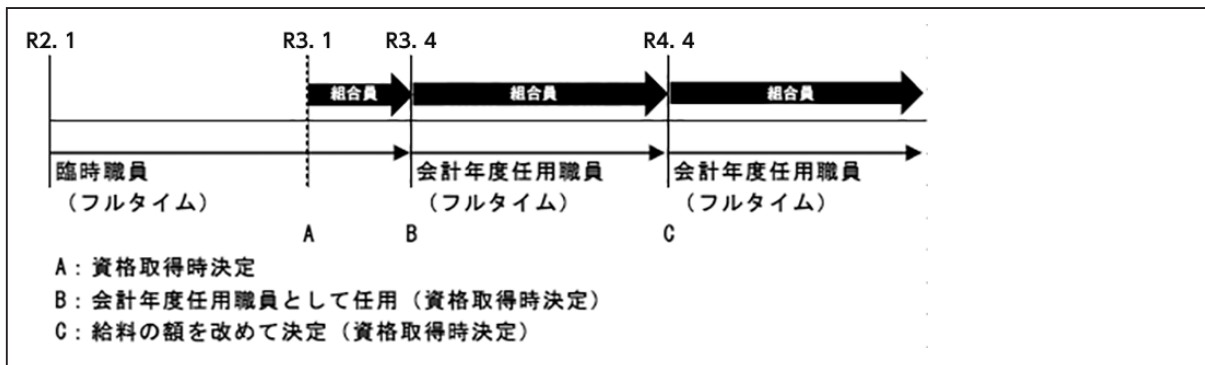 R2.1 R3.1 R3.4 R4.4
組合員 組合員 組合員
臨時職員 会計年度任用職員 会計年度任用職員
（フルタイム） （フルタイム） （フルタイム）
A B C
A：資格取得時決定
B：会計年度任用職員として任用（資格取得時決定）
C：給料の額を改めて決定（資格取得時決定）